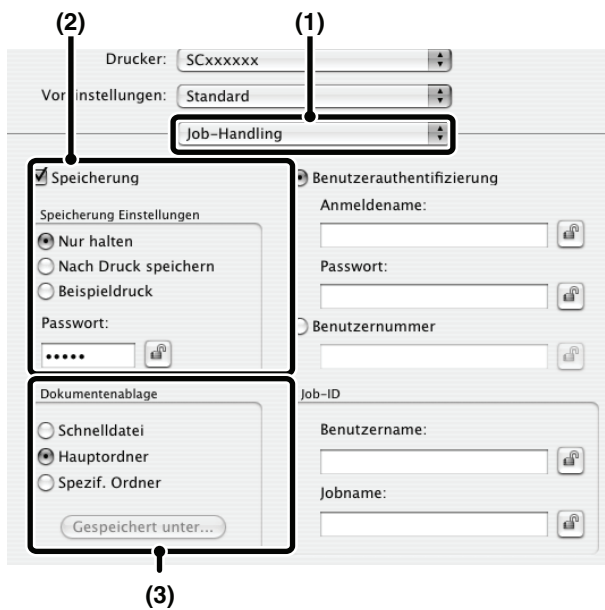 (2) (1)
Drucker: SCxxxxxx
Voreinstellungen: Standard
Job-Handling
Speicherung
Speicherung Einstellungen
Nur halten
Nach Druck speichern
Beispieldruck
Passwort:
•••••
Benutzerauthentifizierung
Anmeldename:
Passwort:
Benutzernummer
Dokumentenablage
Schnelldatei
Hauptordner
Spezif. Ordner
Gespeichert unter...
Job-ID
Benutzername:
Jobname:
(3)